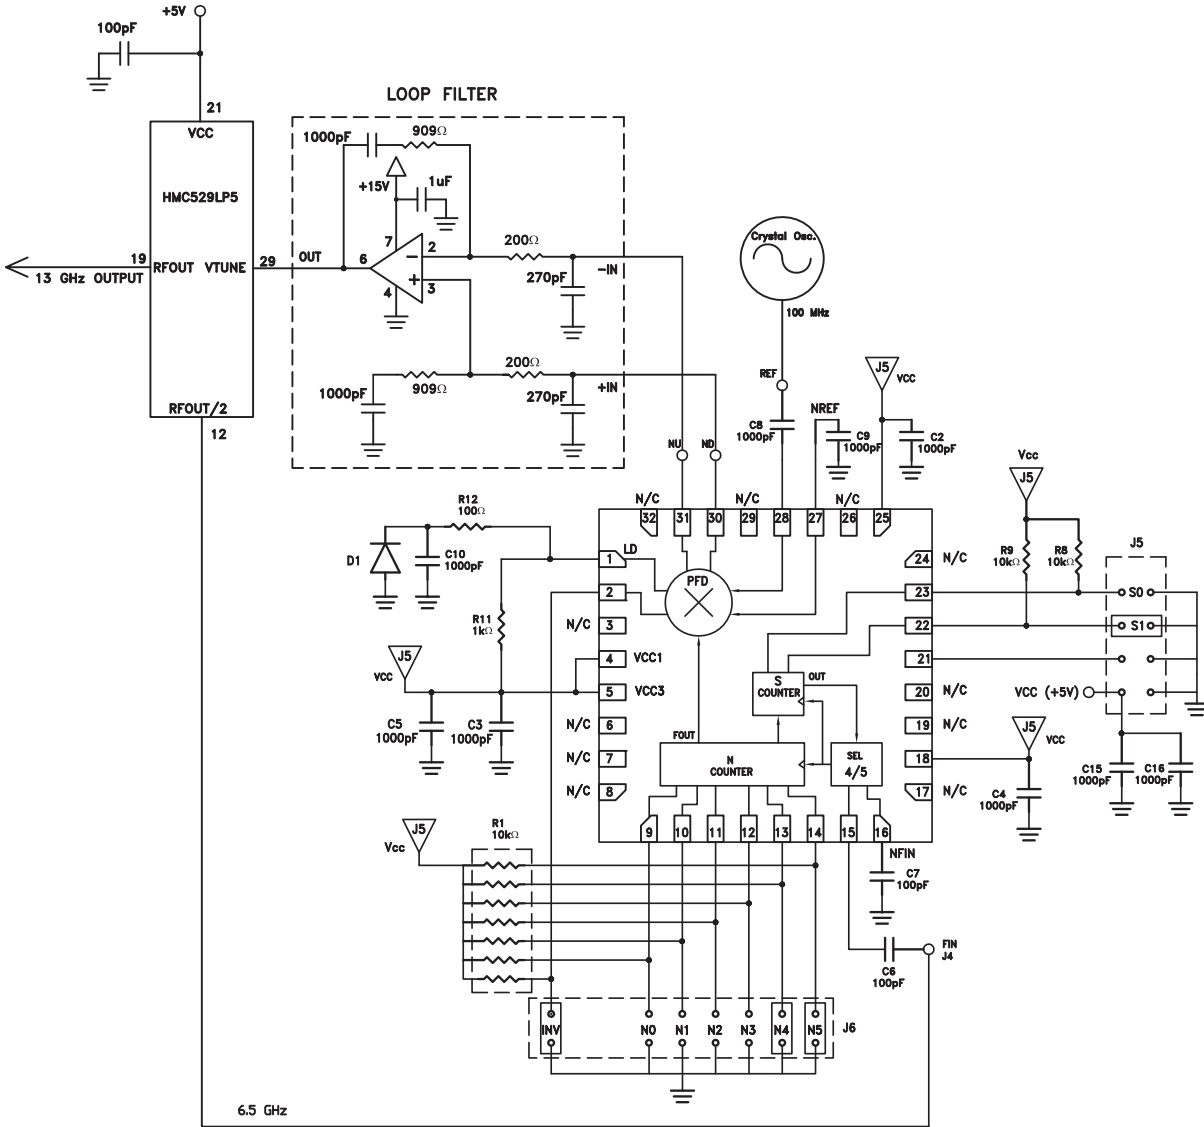 +5V
100pF
21
VCC
HMC529LP5
19
RFOUT VTUNE
29
13 GHz OUTPUT
RFOUT/2
12
LOOP FILTER
1000pF
909Ω
+15V
1uF
7
OUT
6
2
3
4
200Ω
270pF
-IN
200Ω
909Ω
1000pF
270pF
+IN
Crystal Osc.
100 MHz
REF
J5
VCC
C8
1000pF
NREF
C9
1000pF
C2
1000pF
NU
ND
N/C
N/C
N/C
32
31
30
29
28
27
26
25
Vcc
J5
R9
10kΩ
R8
10kΩ
J5
R12
100Ω
D1
C10
1000pF
1
LD
PFD
24
N/C
2
23
S0
R11
1kΩ
N/C
3
22
S1
J5
VCC
4
VCC1
21
5
VCC3
S
COUNTER
OUT
20
N/C
VCC (+5V)
C5
1000pF
C3
1000pF
N/C
6
19
N/C
J5
VCC
FOUT
N/C
7
N
COUNTER
SEL
4/5
18
C15
1000pF
C16
1000pF
N/C
8
17
N/C
C4
1000pF
9
10
11
12
13
14
15
16
J5
Vcc
R1
10kΩ
NFIN
C7
100pF
C6
100pF
FIN
J4
INV
N0
N1
N2
N3
N4
N5
J6
6.5 GHz